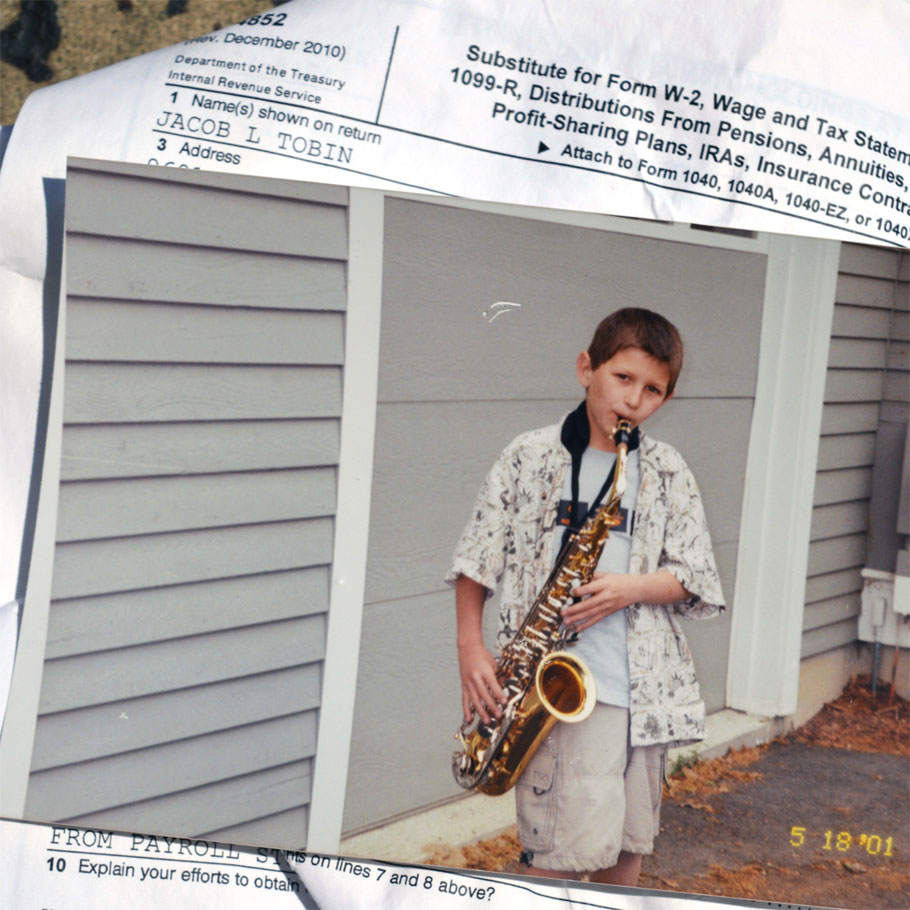 4852
(Rev. December 2010)
Department of the Treasury
Internal Revenue Service
Substitute for Form W-2, Wage and Tax Statem
1099-R, Distributions From Pensions, Annuities,
Profit-Sharing Plans, IRAs, Insurance Contra
▶ Attach to Form 1040, 1040A, 1040-EZ, or 1040
1 Name(s) shown on return
JACOB L TOBIN
3 Address
5 18 '01
FROM PAYROLL ST
nts on lines 7 and 8 above?
10 Explain your efforts to obtain